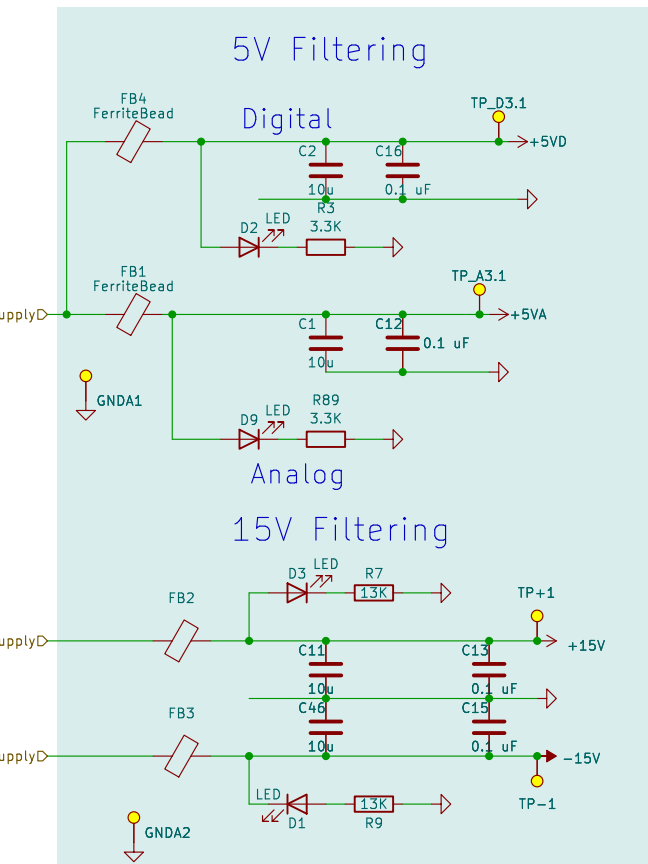 5V Filtering
FB4
FerriteBead
Digital
TP_D3.1
+5VD
C2
10u
C16
0.1 uF
D2
LED
R3
3.3K
FB1
FerriteBead
TP_A3.1
upply
+5VA
C1
10u
C12
0.1 uF
GNDA1
D9
LED
R89
3.3K
Analog
15V Filtering
D3
LED
R7
13K
FB2
TP+1
upply
+15V
C11
10u
C13
0.1 uF
FB3
C46
10u
C15
0.1 uF
upply
-15V
LED
D1
13K
R9
TP-1
GNDA2